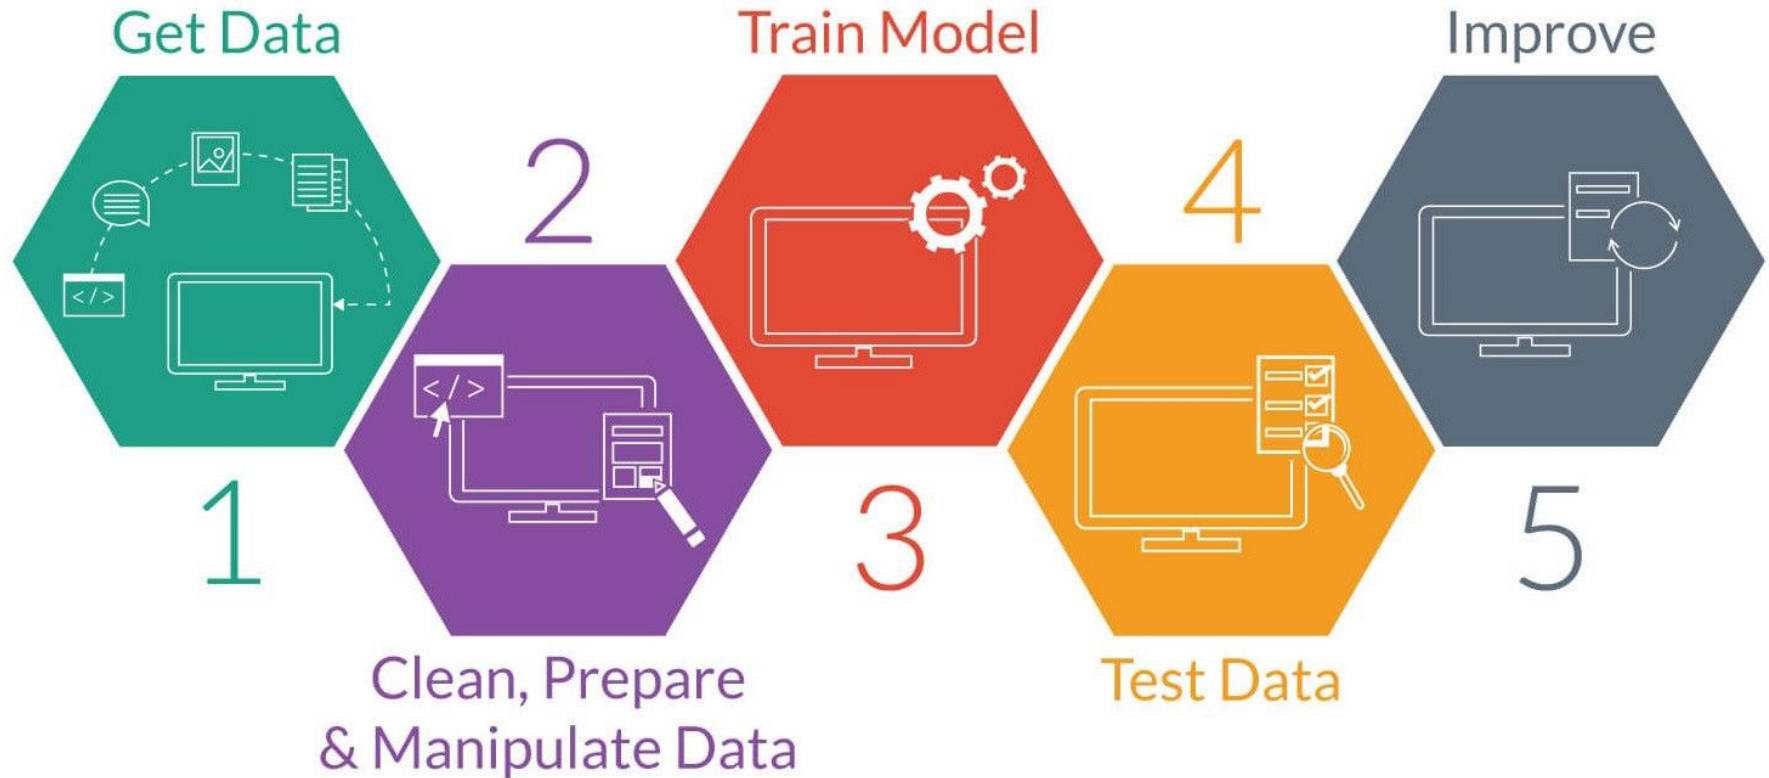 Get Data
1
</>
2
</>
Clean, Prepare
& Manipulate Data
Train Model
3
4
Test Data
Improve
5